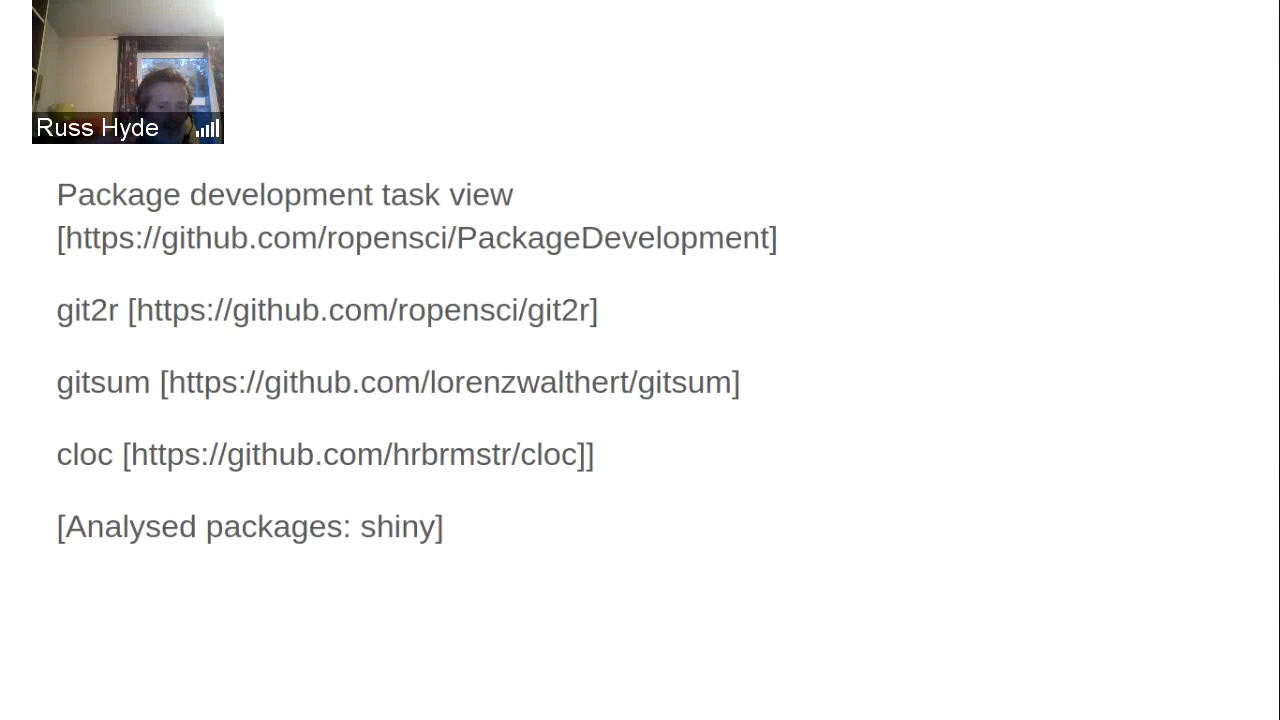 Russ Hyde
Package development task view
[https://github.com/ropensci/PackageDevelopment]
git2r [https://github.com/ropensci/git2r]
gitsum [https://github.com/lorenzwalthert/gitsum]
cloc [https://github.com/hrbrmstr/cloc]]
[Analysed packages: shiny]